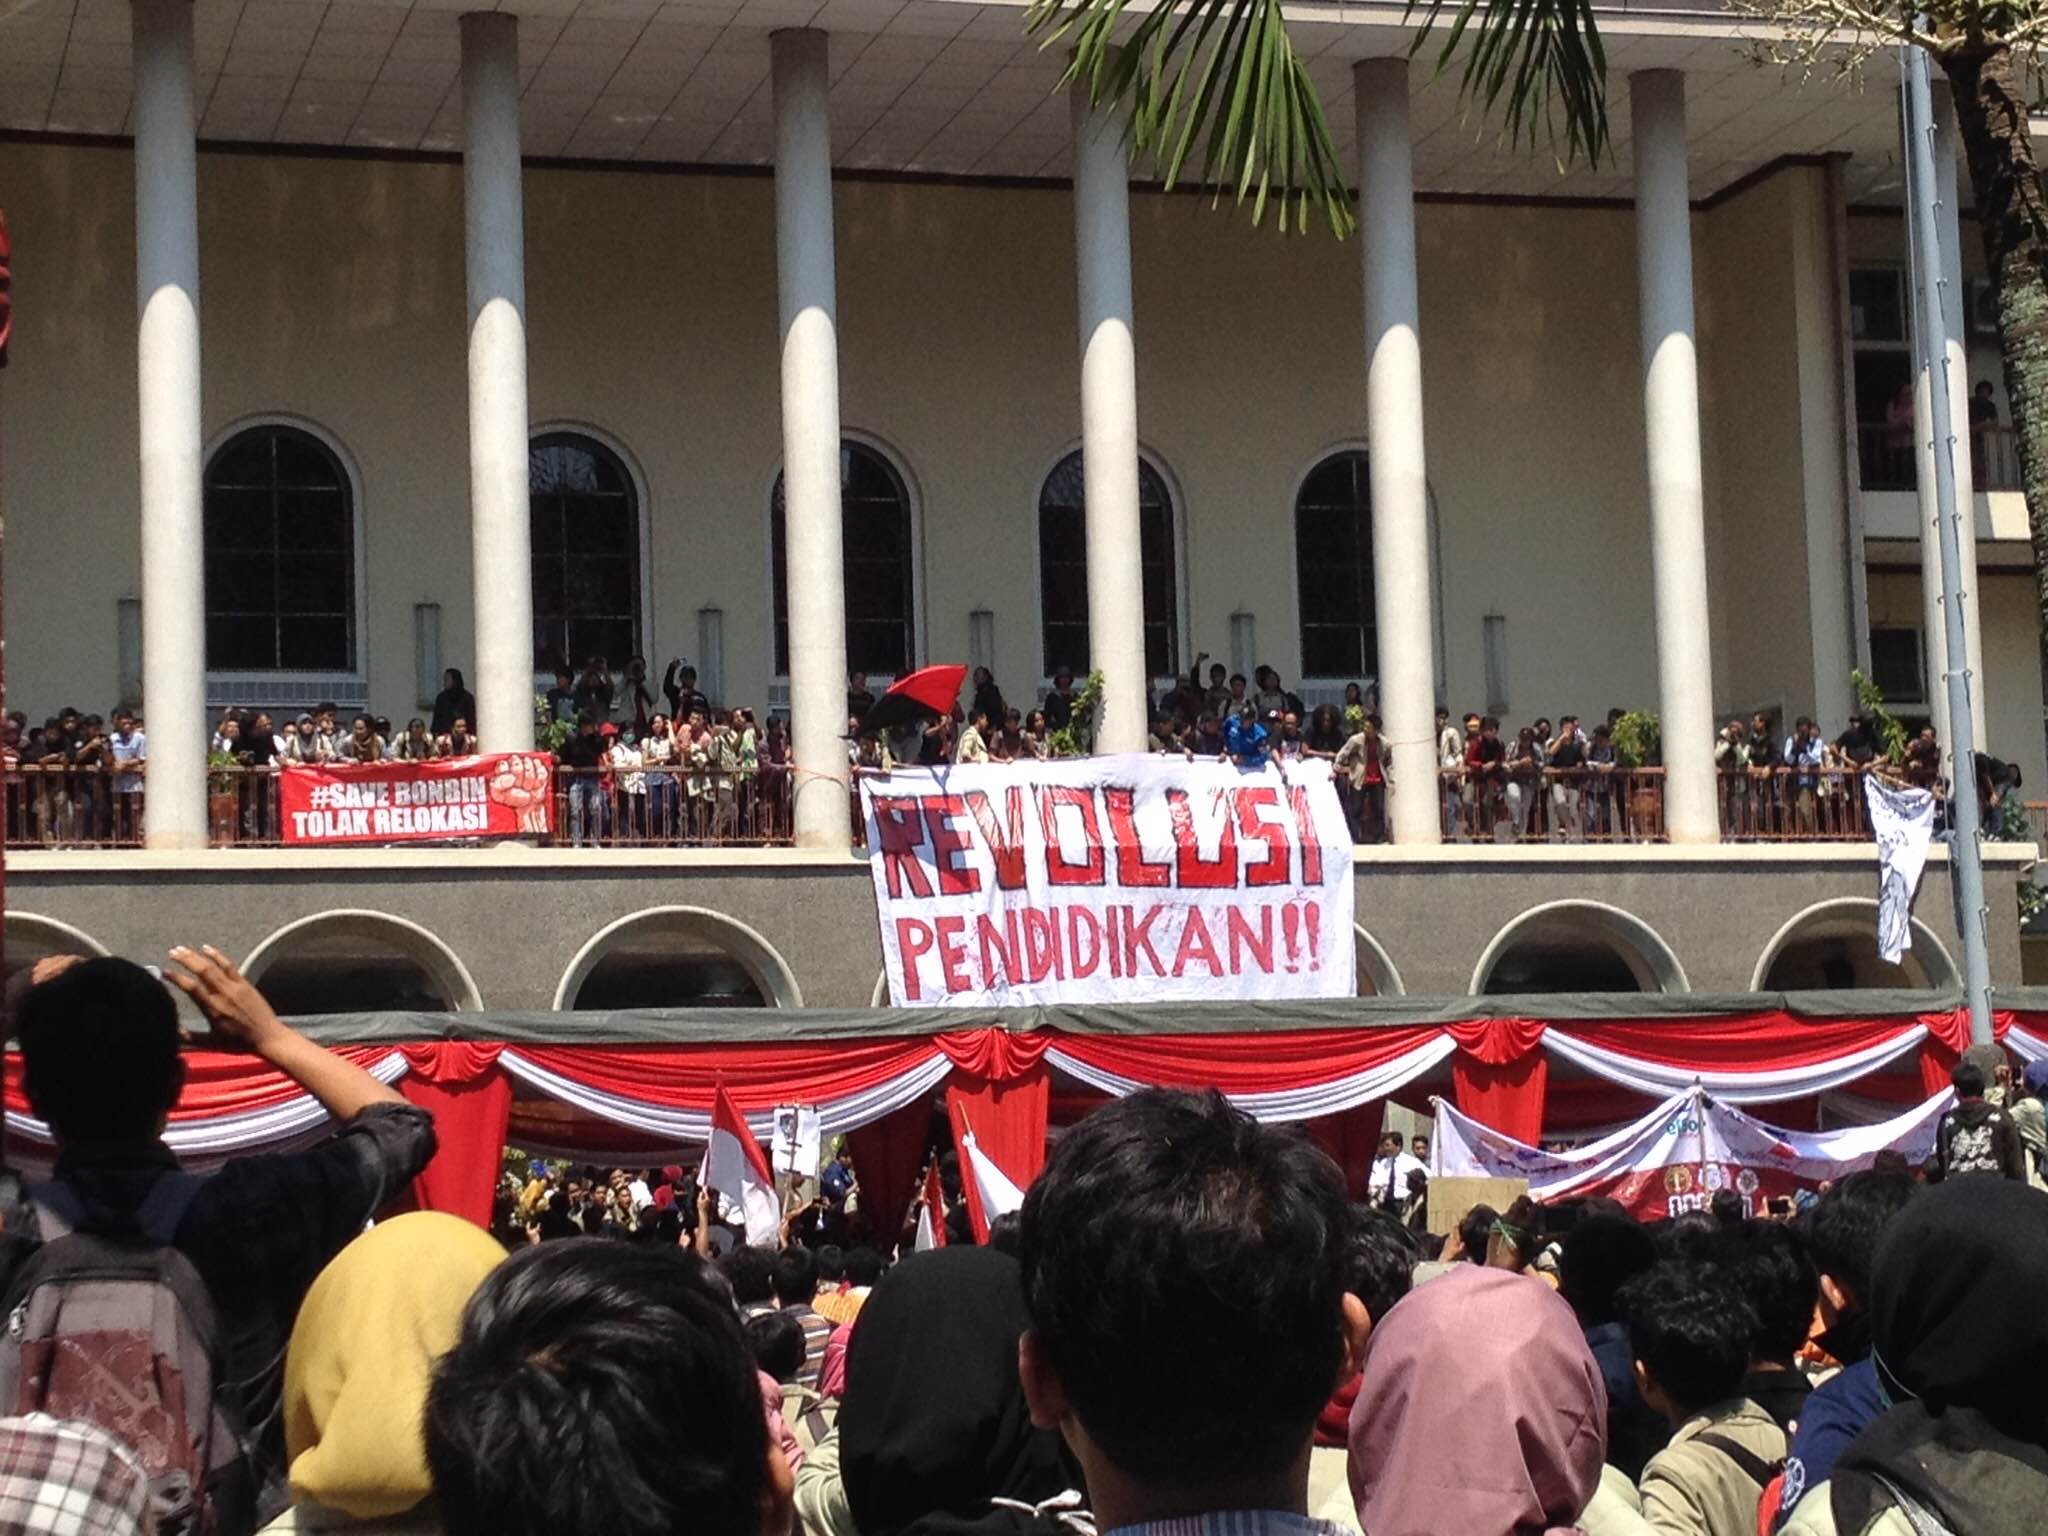 #SAVE BONBIN
TOLAK RELOKASI
REVOLUSI
PENDIDIKAN!!